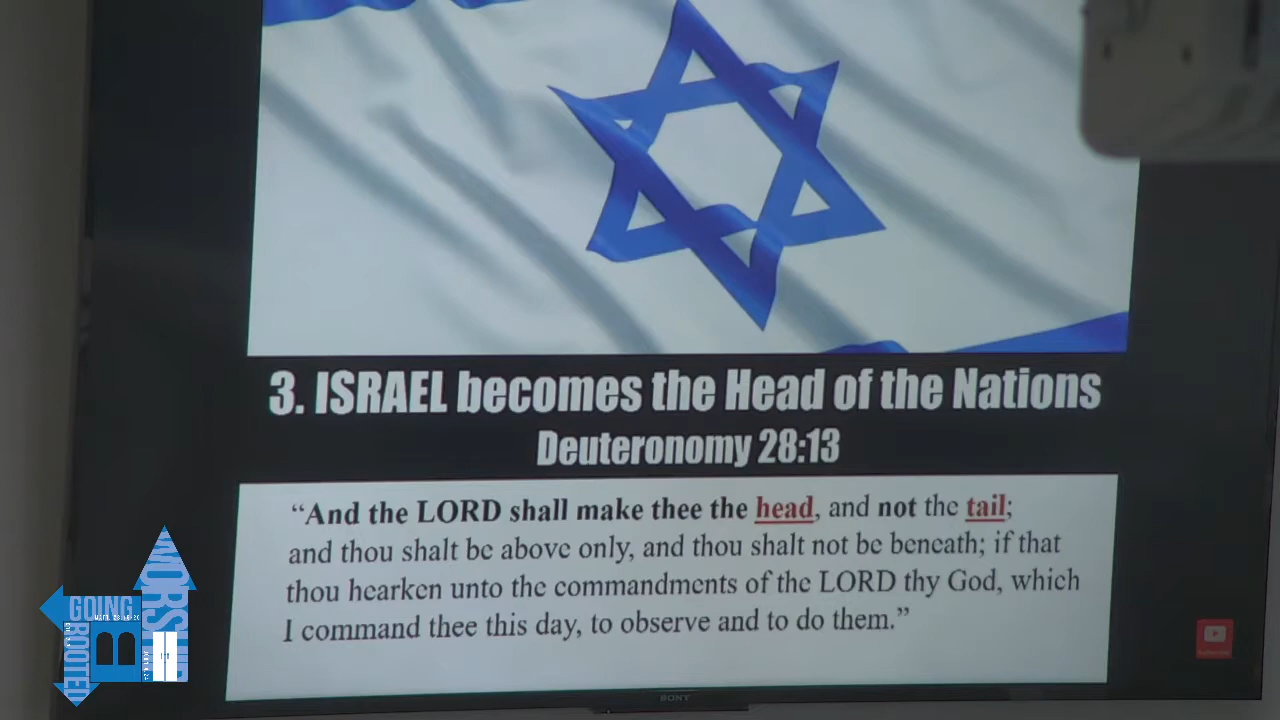 3. ISRAEL becomes the Head of the Nations
Deuteronomy 28:13
“And the LORD shall make thee the head, and not the tail;
and thou shalt be above only, and thou shalt not be beneath; if that
thou hearken unto the commandments of the LORD thy God, which
I command thee this day, to observe and to do them.”
SONY
GOING
ROOTED
WORSHIP